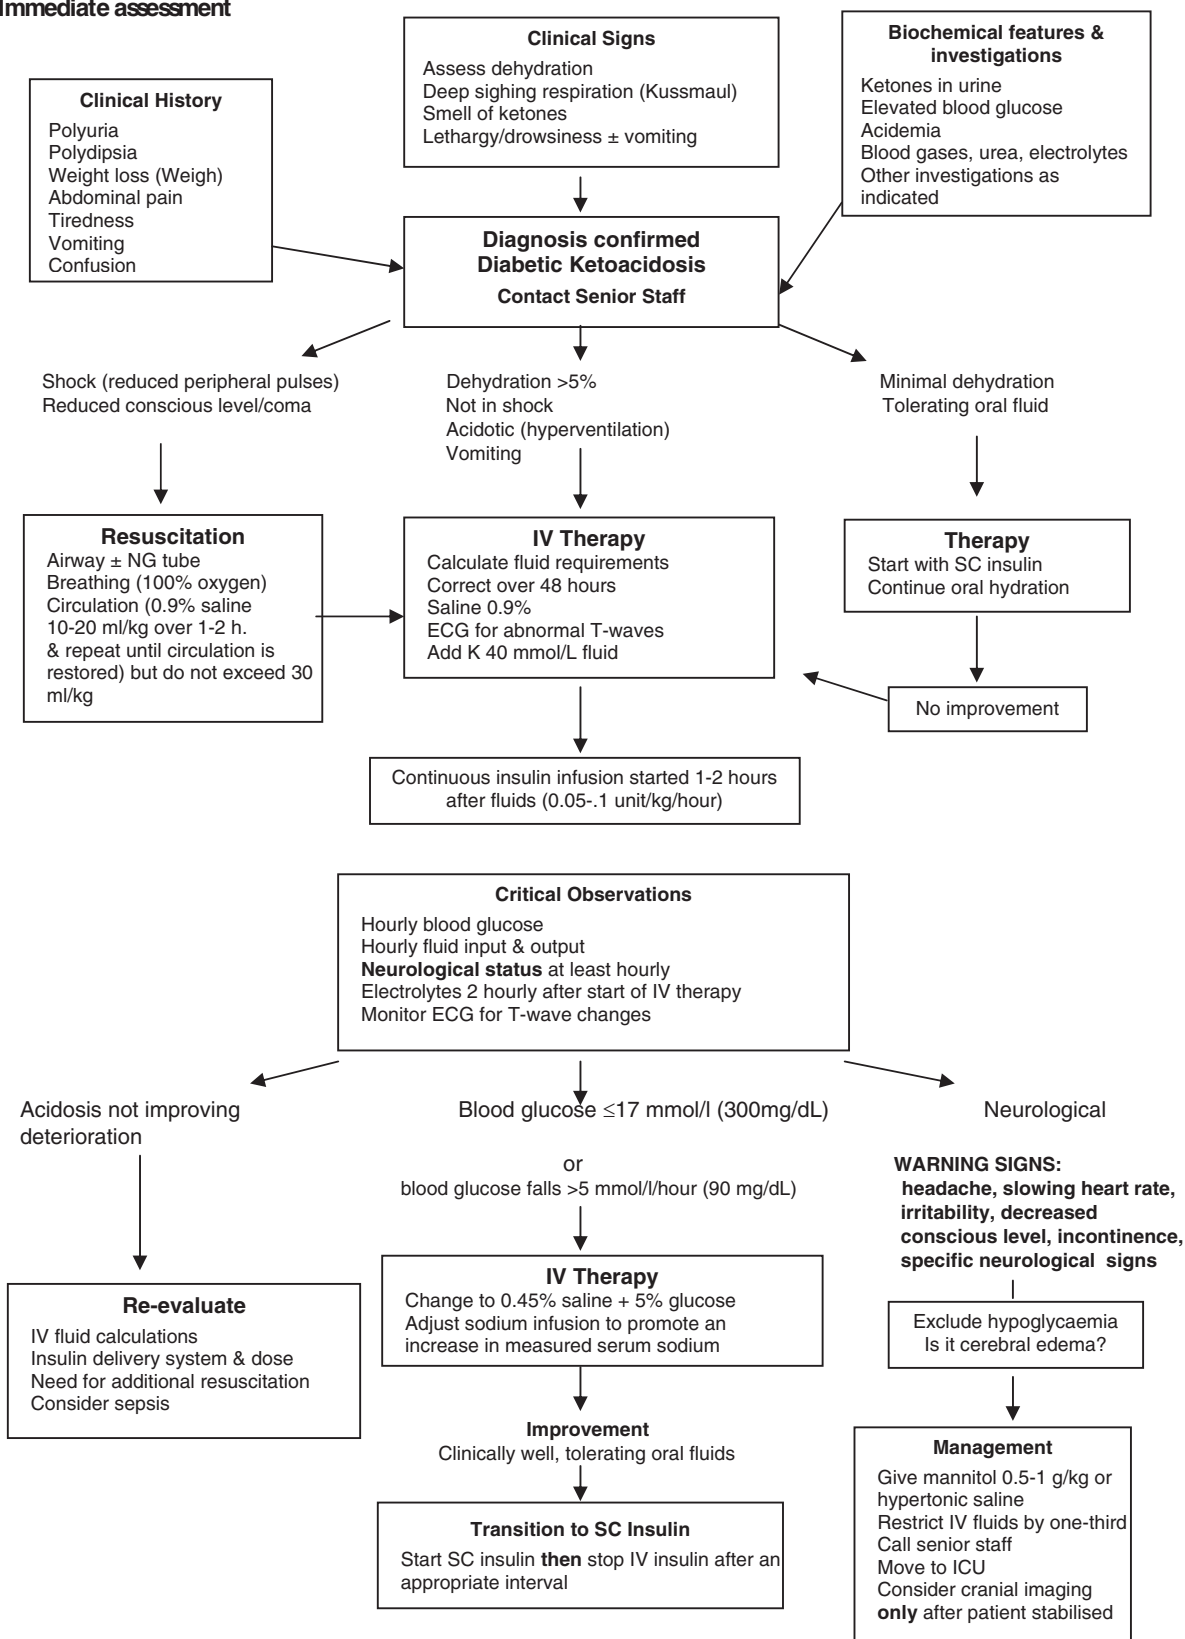 Immediate assessment
Clinical History
Polyuria
Polydipsia
Weight loss (Weigh)
Abdominal pain
Tiredness
Vomiting
Confusion
Clinical Signs
Assess dehydration
Deep sighing respiration (Kussmaul)
Smell of ketones
Lethargy/drowsiness ± vomiting
Biochemical features &
investigations
Ketones in urine
Elevated blood glucose
Acidemia
Blood gases, urea, electrolytes
Other investigations as
indicated
Diagnosis confirmed
Diabetic Ketoacidosis
Contact Senior Staff
Shock (reduced peripheral pulses)
Reduced conscious level/coma
Dehydration >5%
Not in shock
Acidotic (hyperventilation)
Vomiting
Minimal dehydration
Tolerating oral fluid
Resuscitation
Airway ± NG tube
Breathing (100% oxygen)
Circulation (0.9% saline
10-20 ml/kg over 1-2 h.
& repeat until circulation is
restored) but do not exceed 30
ml/kg
IV Therapy
Calculate fluid requirements
Correct over 48 hours
Saline 0.9%
ECG for abnormal T-waves
Add K 40 mmol/L fluid
Therapy
Start with SC insulin
Continue oral hydration
No improvement
Continuous insulin infusion started 1-2 hours
after fluids (0.05-.1 unit/kg/hour)
Critical Observations
Hourly blood glucose
Hourly fluid input & output
Neurological status at least hourly
Electrolytes 2 hourly after start of IV therapy
Monitor ECG for T-wave changes
Acidosis not improving
deterioration
Blood glucose ≤17 mmol/l (300mg/dL)
or
blood glucose falls >5 mmol/l/hour (90 mg/dL)
Neurological
WARNING SIGNS:
headache, slowing heart rate,
irritability, decreased
conscious level, incontinence,
specific neurological signs
Re-evaluate
IV fluid calculations
Insulin delivery system & dose
Need for additional resuscitation
Consider sepsis
IV Therapy
Change to 0.45% saline + 5% glucose
Adjust sodium infusion to promote an
increase in measured serum sodium
Exclude hypoglycaemia
Is it cerebral edema?
Improvement
Clinically well, tolerating oral fluids
Transition to SC Insulin
Start SC insulin then stop IV insulin after an
appropriate interval
Management
Give mannitol 0.5-1 g/kg or
hypertonic saline
Restrict IV fluids by one-third
Call senior staff
Move to ICU
Consider cranial imaging
only after patient stabilised